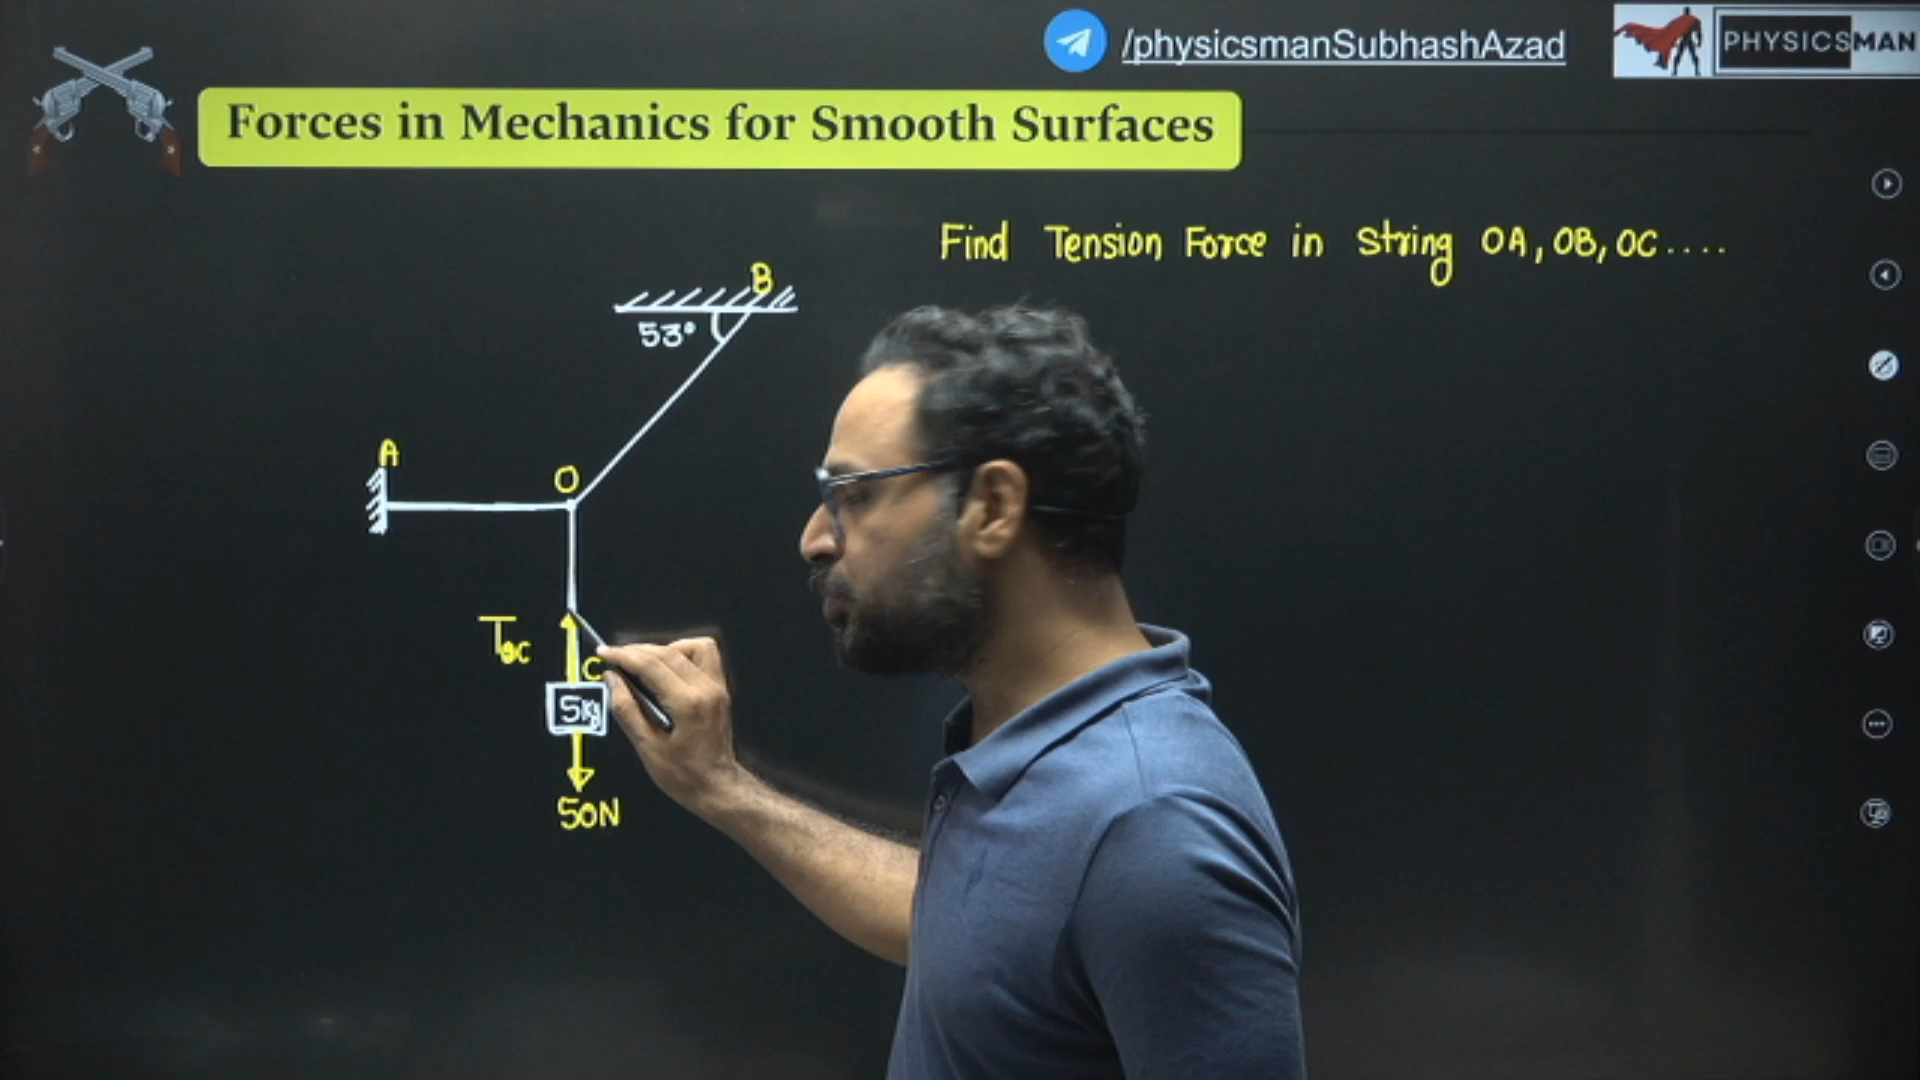 /physicsmanSubhashAzad
PHYSICSMAN
Forces in Mechanics for Smooth Surfaces
Find Tension Force in string OA, OB, OC....
B
53°
A
O
TOC
C
5kg
50N